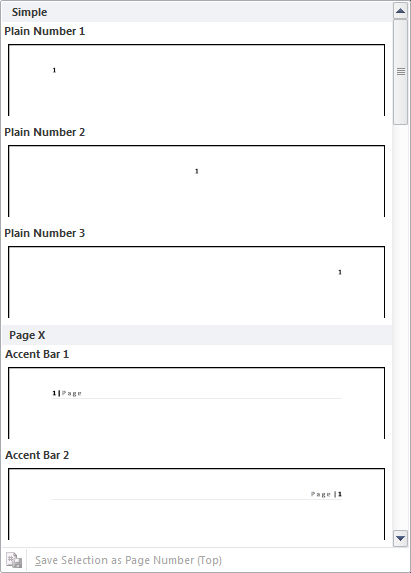 Simple
Plain Number 1
1
Plain Number 2
1
Plain Number 3
1
Page X
Accent Bar 1
1 | Page
Accent Bar 2
Page | 1
Save Selection as Page Number (Top)